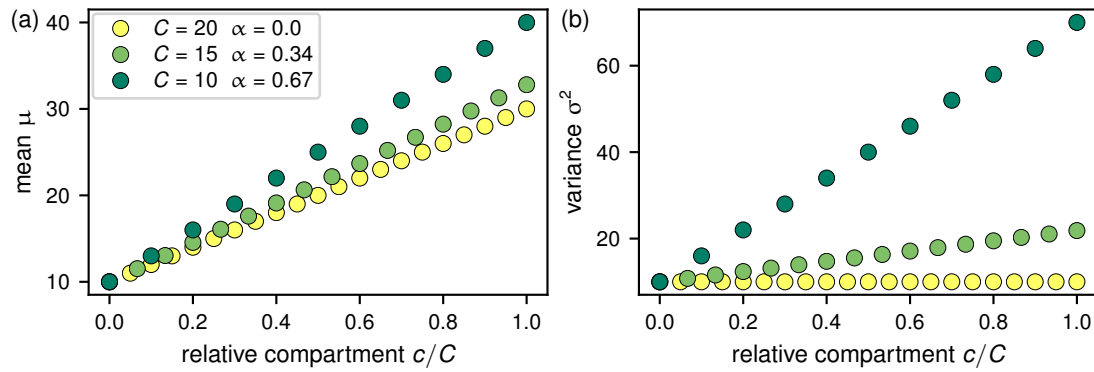 (a)
40
30
20
10
mean μ
C = 20 α = 0.0
C = 15 α = 0.34
C = 10 α = 0.67
0.0 0.2 0.4 0.6 0.8 1.0
relative compartment c/C
(b)
60
40
20
variance σ²
0.0 0.2 0.4 0.6 0.8 1.0
relative compartment c/C